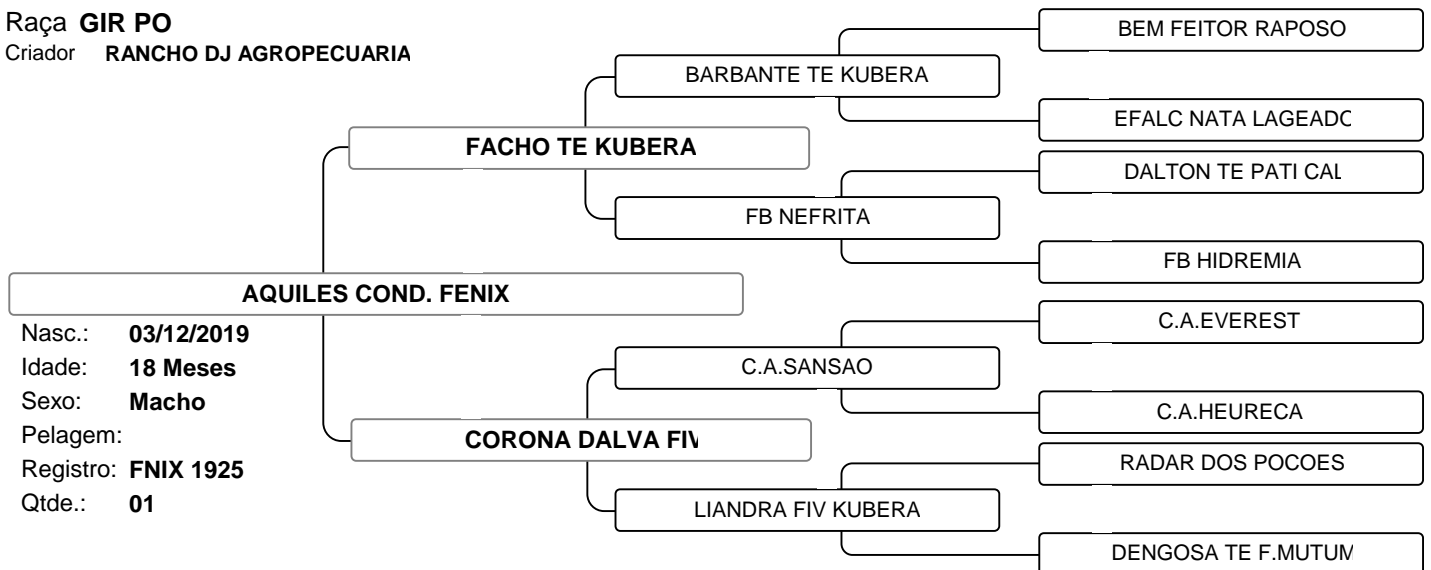 Raça GIR PO
Criador RANCHO DJ AGROPECUARIA
BEM FEITOR RAPOSO
BARBANTE TE KUBERA
EFALC NATA LAGEADO
FACHO TE KUBERA
DALTON TE PATI CAL
FB NEFRITA
FB HIDREMIA
AQUILES COND. FENIX
Nasc.: 03/12/2019
Idade: 18 Meses
Sexo: Macho
Pelagem:
Registro: FNIX 1925
Qtde.: 01
C.A.EVEREST
C.A.SANSAO
C.A.HEURECA
CORONA DALVA FIV
RADAR DOS POCOES
LIANDRA FIV KUBERA
DENGOSA TE F.MUTUM